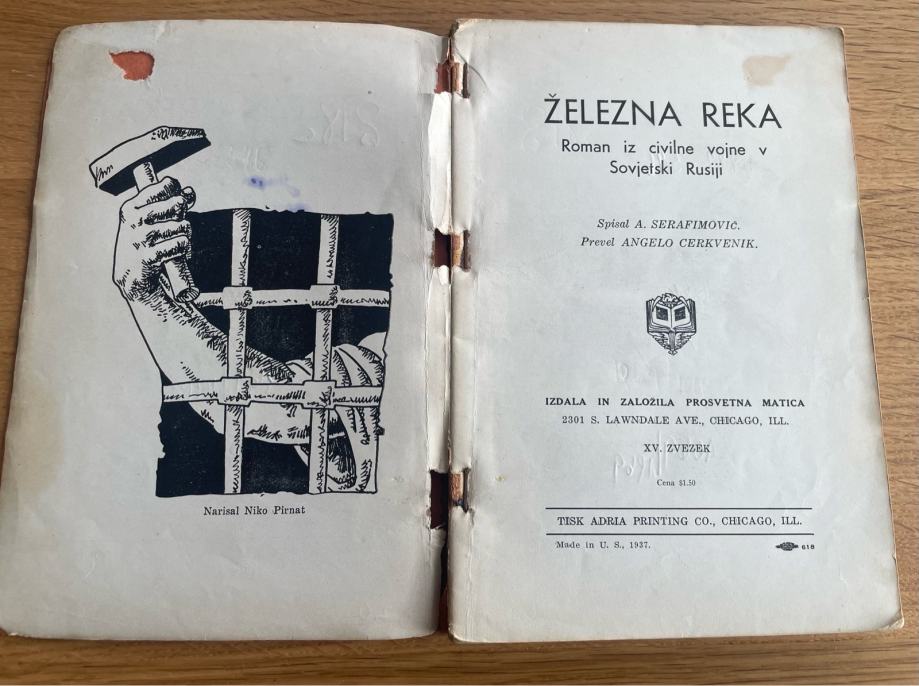 Narisal Niko Pirnat
ŽELEZNA REKA
Roman iz civilne vojne v
Sovjetski Rusiji
Spisal A. SERAFIMOVIČ.
Prevel ANGELO CERKVENIK.
IZDALA IN ZALOŽILA PROSVETNA MATICA
2301 S. LAWNDALE AVE., CHICAGO, ILL.
XV. ZVEZEK
Cena $1.50
TISK ADRIA PRINTING CO., CHICAGO, ILL.
Made in U. S., 1937.
618